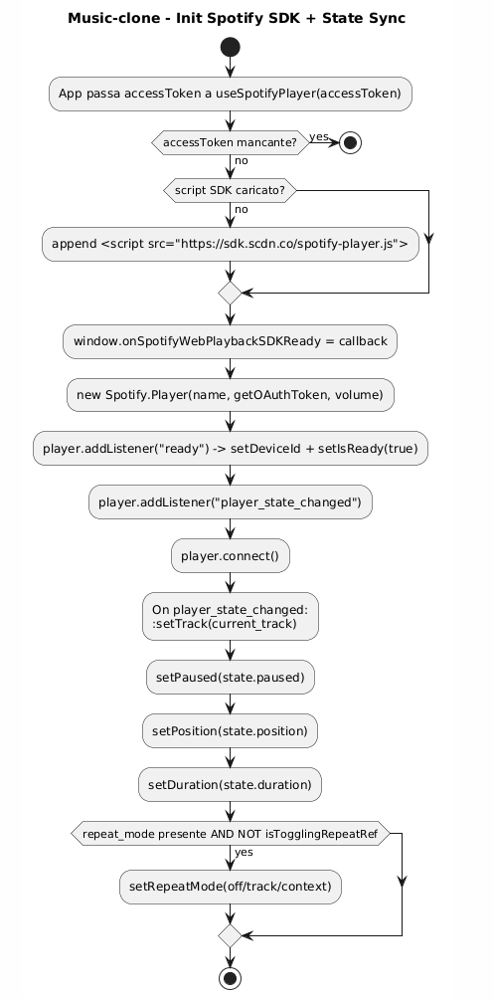 Music-clone - Init Spotify SDK + State Sync
App passa accessToken a useSpotifyPlayer(accessToken)
accessToken mancante?
yes
no
script SDK caricato?
no
append <script src="https://sdk.scdn.co/spotify-player.js">
window.onSpotifyWebPlaybackSDKReady = callback
new Spotify.Player(name, getOAuthToken, volume)
player.addListener("ready") -> setDeviceId + setIsReady(true)
player.addListener("player_state_changed")
player.connect()
On player_state_changed:
:setTrack(current_track)
setPaused(state.paused)
setPosition(state.position)
setDuration(state.duration)
repeat_mode presente AND NOT isTogglingRepeatRef
yes
setRepeatMode(off/track/context)